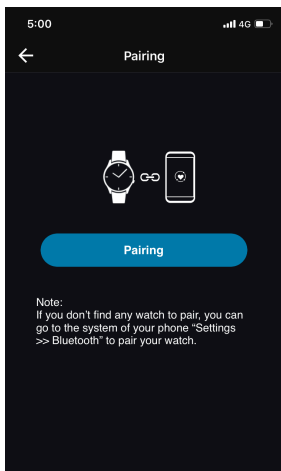 5:00 4G
Pairing
Pairing
Note:
If you don't find any watch to pair, you can
go to the system of your phone “Settings
>> Bluetooth” to pair your watch.